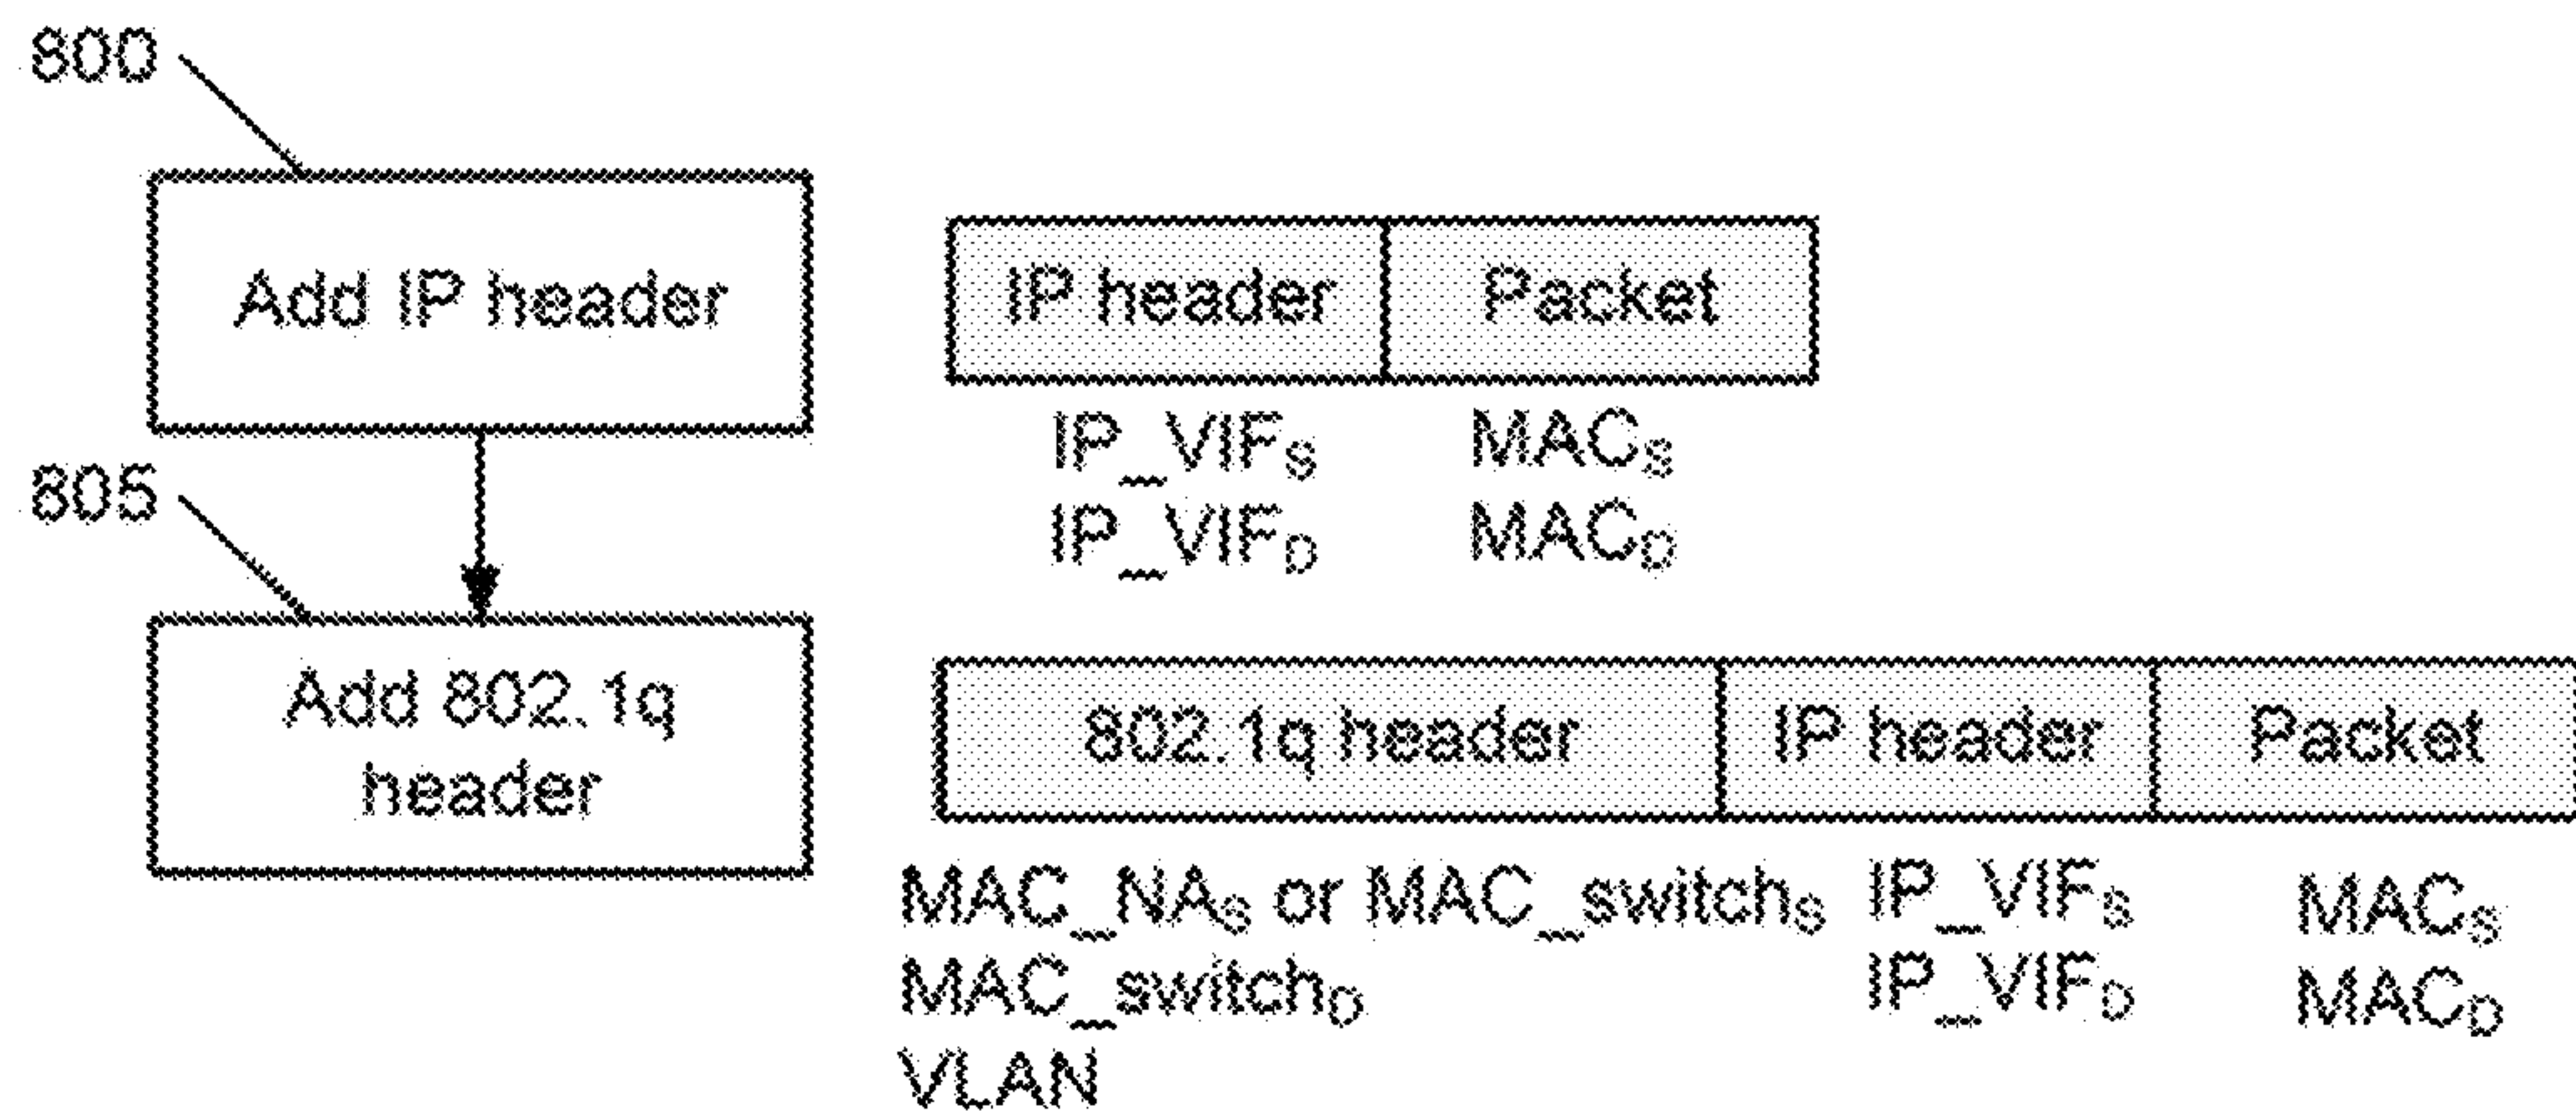 800
Add IP header
IP header Packet
IP_VIFS MACS
IP_VIFD MACD
805
Add 802.1q
header
802.1q header IP header Packet
MAC_NAS or MAC_switchS IP_VIFS MACS
MAC_switchD IP_VIFD MACD
VLAN